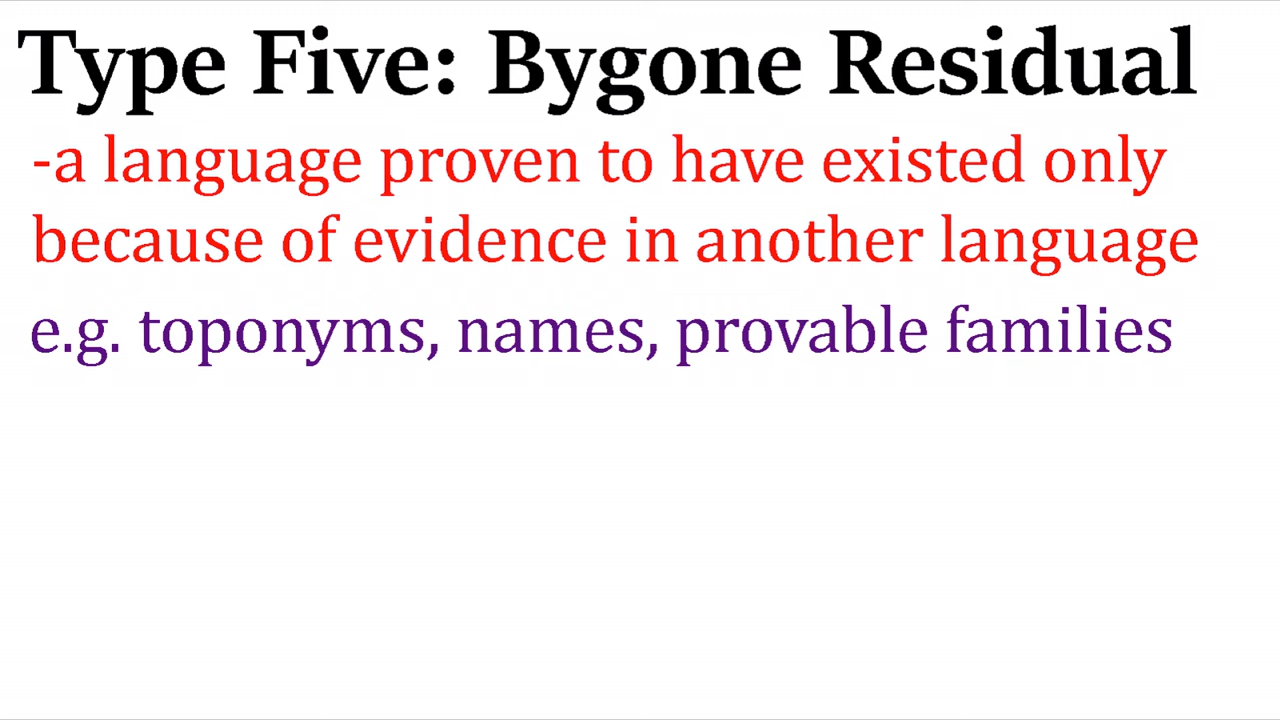 Type Five: Bygone Residual
-a language proven to have existed only
because of evidence in another language
e.g. toponyms, names, provable families